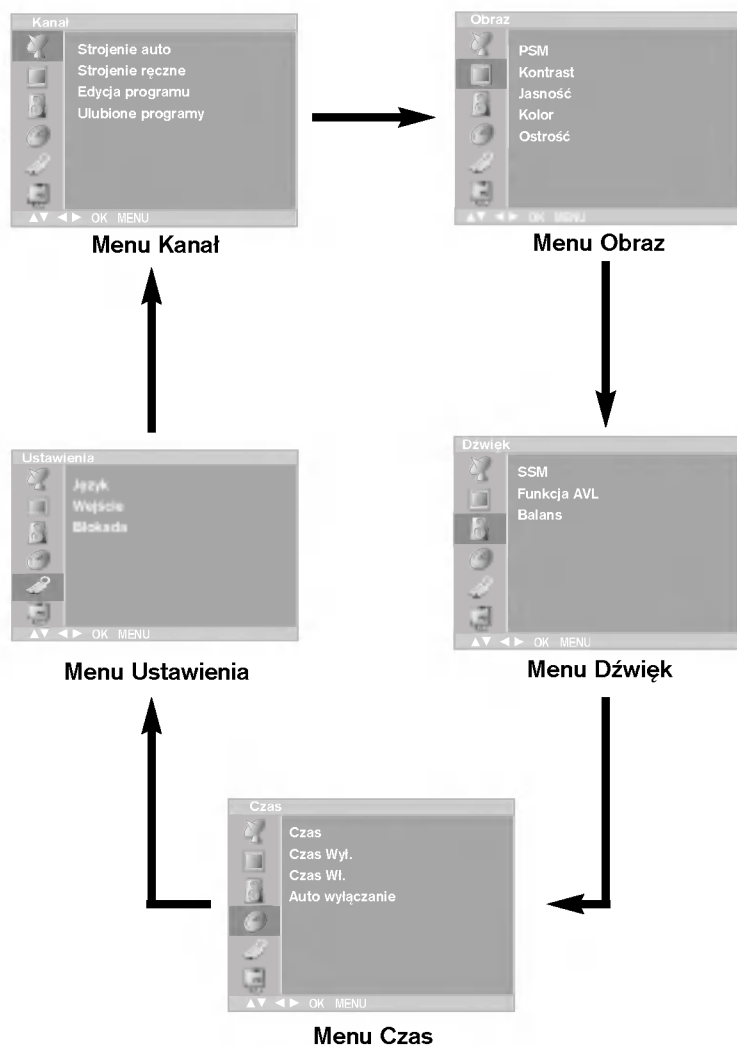 Kanał
Strojenie auto
Strojenie ręczne
Edycja programu
Ulubione programy
▲▼ ◄► OK MENU
Menu Kanał
Obraz
PSM
Kontrast
Jasność
Kolor
Ostrość
▲▼ ◄► OK MENU
Menu Obraz
Ustawienia
Język
Wejście
Blokada
▲▼ ◄► OK MENU
Menu Ustawienia
Dźwięk
SSM
Funkcja AVL
Balans
▲▼ ◄► OK MENU
Menu Dźwięk
Czas
Czas
Czas Wył.
Czas Wł.
Auto wyłączanie
▲▼ ◄► OK MENU
Menu Czas